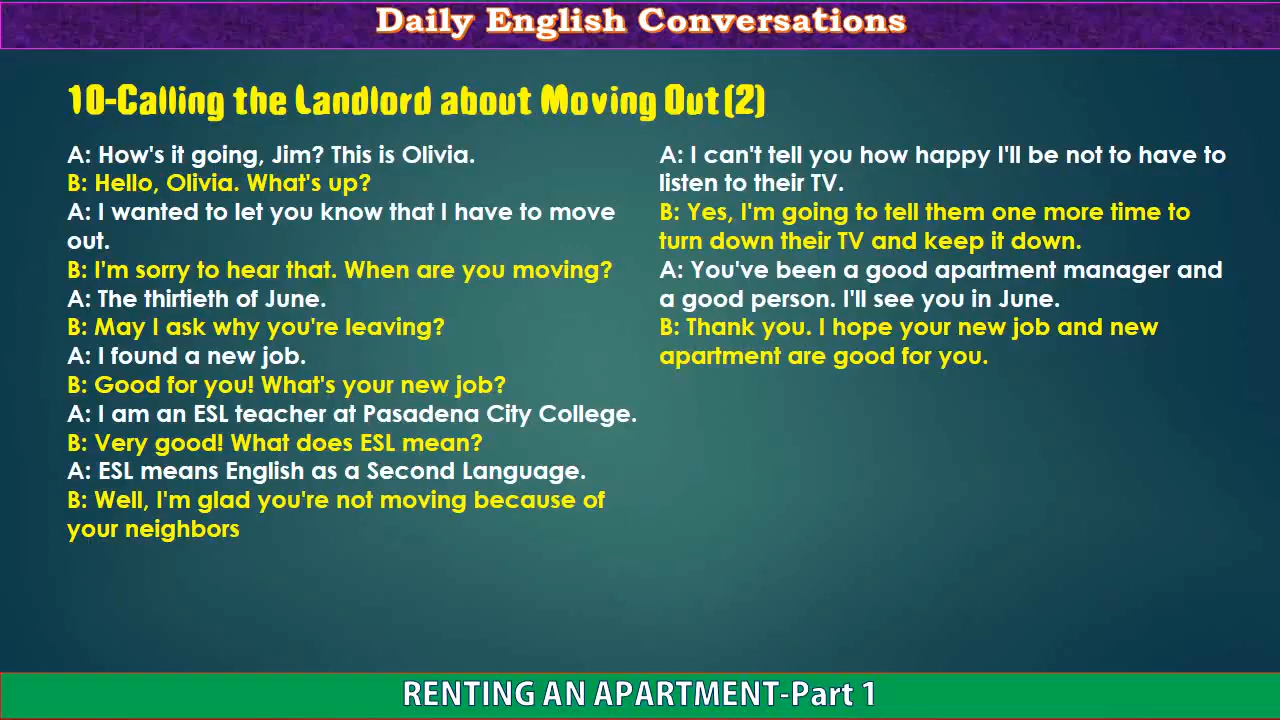 Daily English Conversations
10-Calling the Landlord about Moving Out(2)
A: How's it going, Jim? This is Olivia.
B: Hello, Olivia. What's up?
A: I wanted to let you know that I have to move
out.
B: I'm sorry to hear that. When are you moving?
A: The thirtieth of June.
B: May I ask why you're leaving?
A: I found a new job.
B: Good for you! What's your new job?
A: I am an ESL teacher at Pasadena City College.
B: Very good! What does ESL mean?
A: ESL means English as a Second Language.
B: Well, I'm glad you're not moving because of
your neighbors
A: I can't tell you how happy I'll be not to have to
listen to their TV.
B: Yes, I'm going to tell them one more time to
turn down their TV and keep it down.
A: You've been a good apartment manager and
a good person. I'll see you in June.
B: Thank you. I hope your new job and new
apartment are good for you.
RENTING AN APARTMENT-Part 1